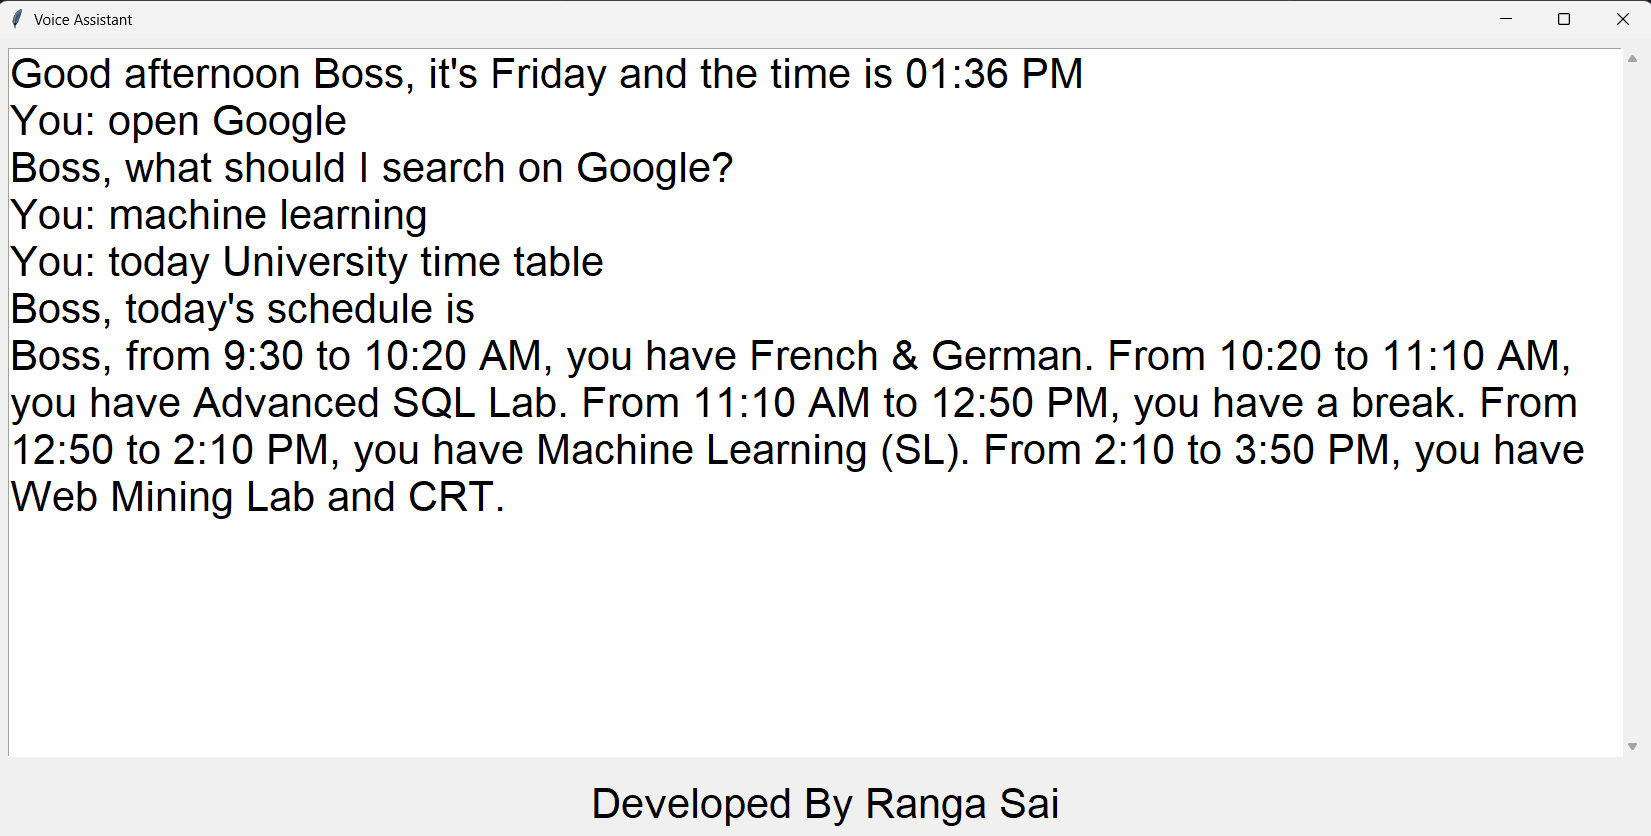 Voice Assistant
Good afternoon Boss, it's Friday and the time is 01:36 PM
You: open Google
Boss, what should I search on Google?
You: machine learning
You: today University time table
Boss, today's schedule is
Boss, from 9:30 to 10:20 AM, you have French & German. From 10:20 to 11:10 AM,
you have Advanced SQL Lab. From 11:10 AM to 12:50 PM, you have a break. From
12:50 to 2:10 PM, you have Machine Learning (SL). From 2:10 to 3:50 PM, you have
Web Mining Lab and CRT.
Developed By Ranga Sai